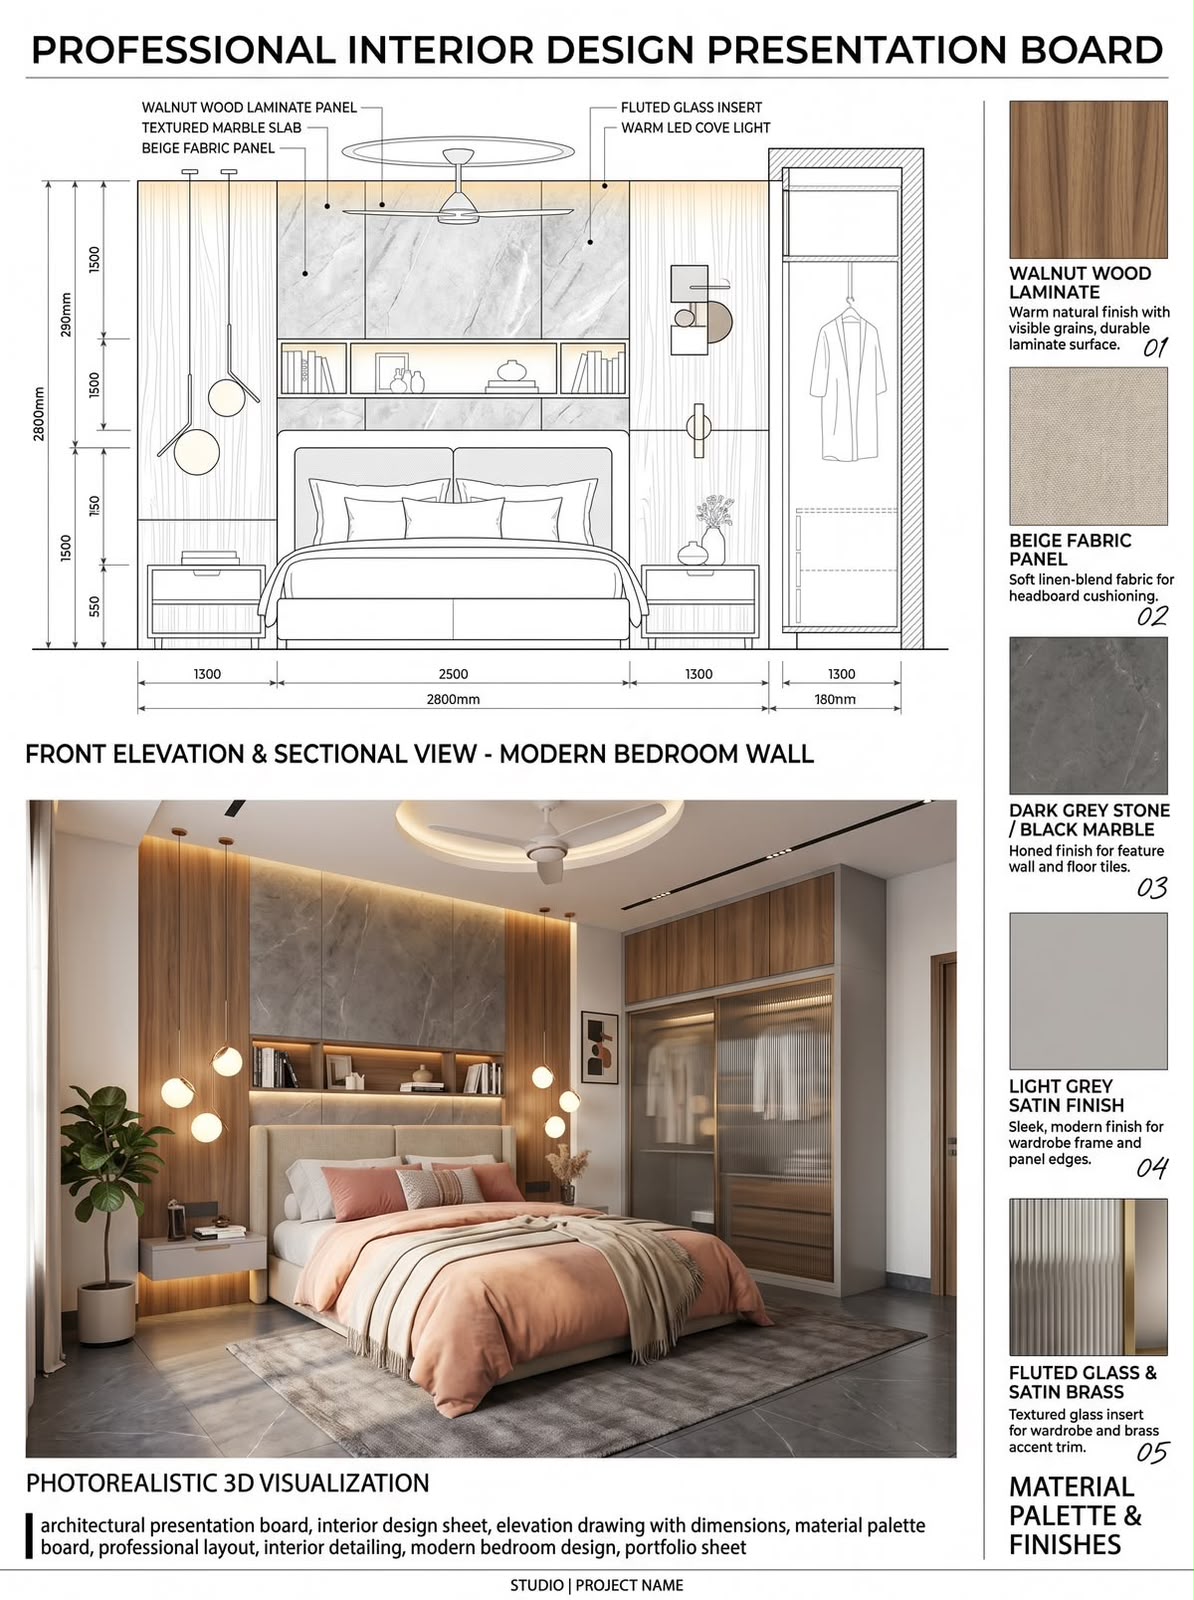 PROFESSIONAL INTERIOR DESIGN PRESENTATION BOARD
WALNUT WOOD LAMINATE PANEL
TEXTURED MARBLE SLAB
BEIGE FABRIC PANEL
FLUTED GLASS INSERT
WARM LED COVE LIGHT
2800mm
290mm
1500
1500
1500
1150
550
1300
2500
1300
1300
2800mm
180mm
FRONT ELEVATION & SECTIONAL VIEW - MODERN BEDROOM WALL
PHOTOREALISTIC 3D VISUALIZATION
architectural presentation board, interior design sheet, elevation drawing with dimensions, material palette
board, professional layout, interior detailing, modern bedroom design, portfolio sheet
WALNUT WOOD
LAMINATE
Warm natural finish with
visible grains, durable
laminate surface.
01
BEIGE FABRIC
PANEL
Soft linen-blend fabric for
headboard cushioning.
02
DARK GREY STONE
/ BLACK MARBLE
Honed finish for feature
wall and floor tiles.
03
LIGHT GREY
SATIN FINISH
Sleek, modern finish for
wardrobe frame and
panel edges.
04
FLUTED GLASS &
SATIN BRASS
Textured glass insert
for wardrobe and brass
accent trim.
05
MATERIAL
PALETTE &
FINISHES
STUDIO | PROJECT NAME